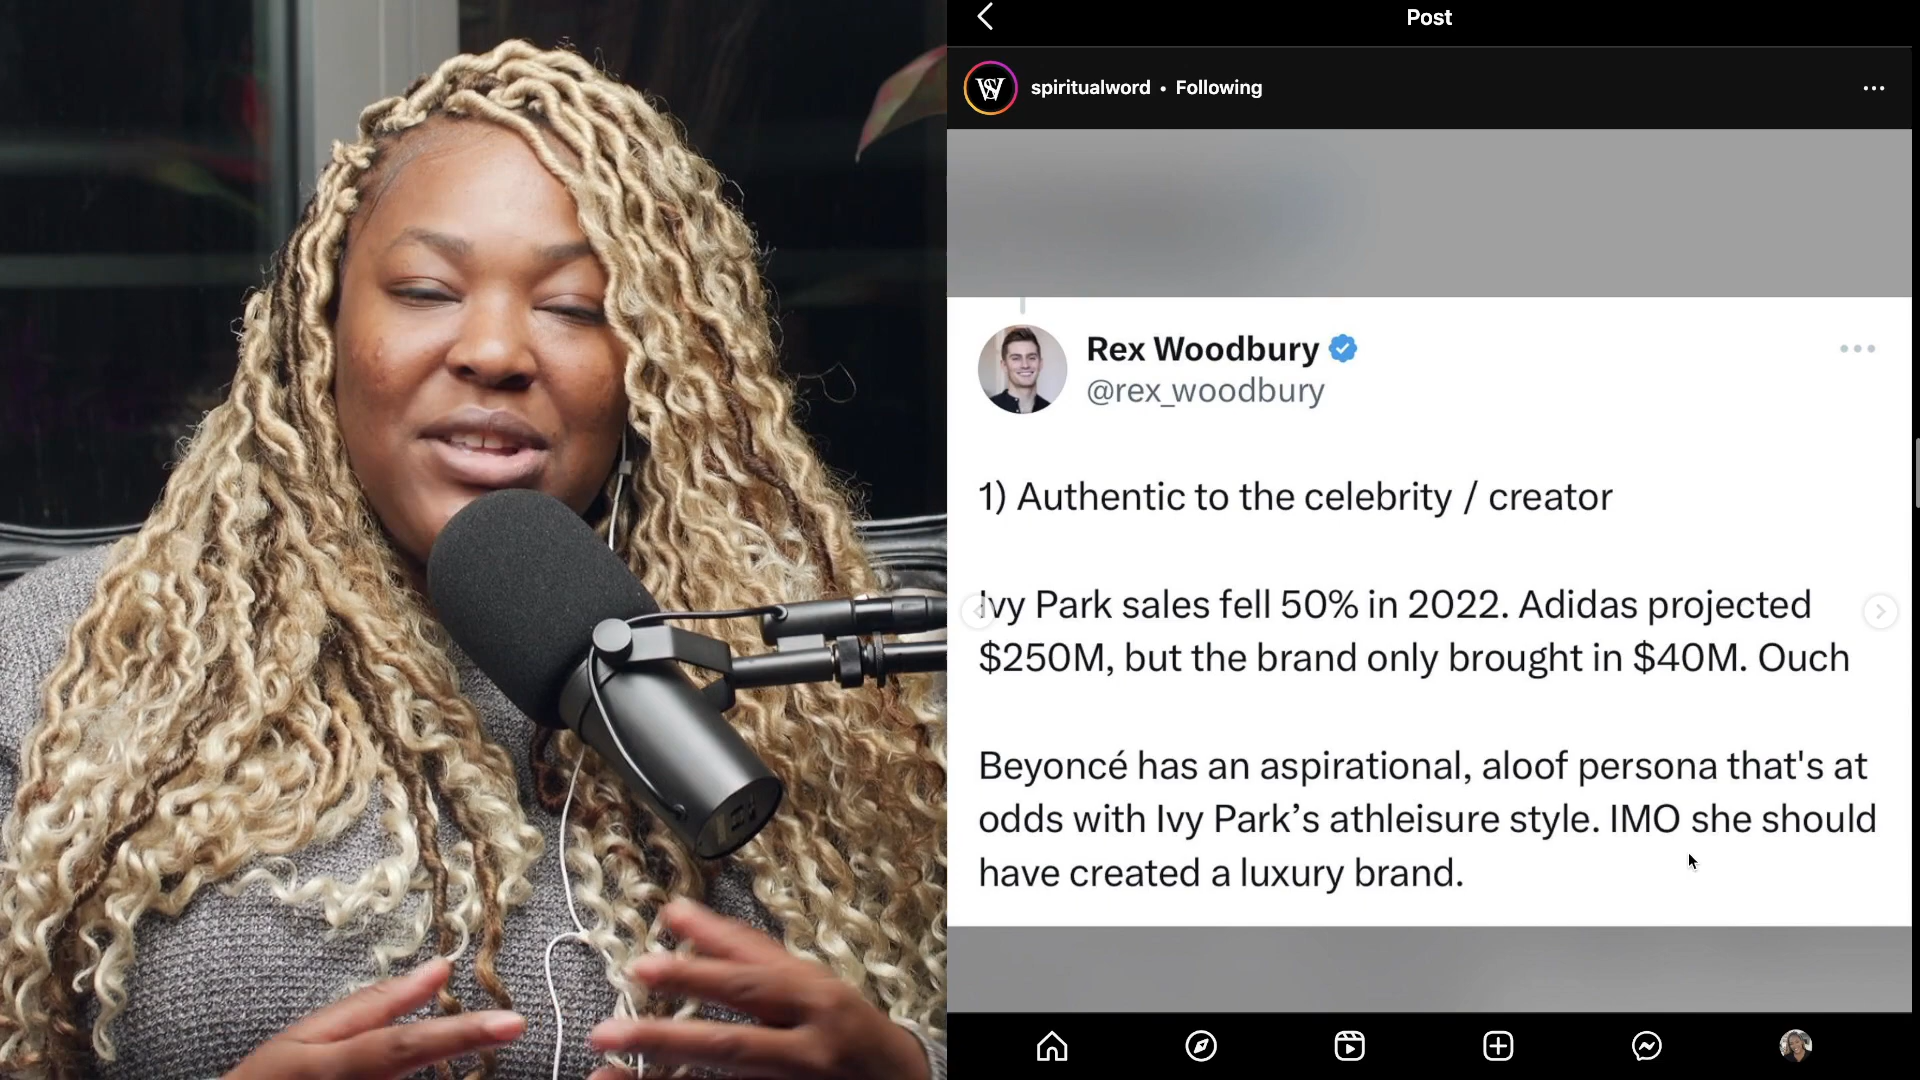 Post
spiritualword • Following
Rex Woodbury
@rex_woodbury
1) Authentic to the celebrity / creator
Ivy Park sales fell 50% in 2022. Adidas projected
$250M, but the brand only brought in $40M. Ouch
Beyoncé has an aspirational, aloof persona that's at
odds with Ivy Park’s athleisure style. IMO she should
have created a luxury brand.